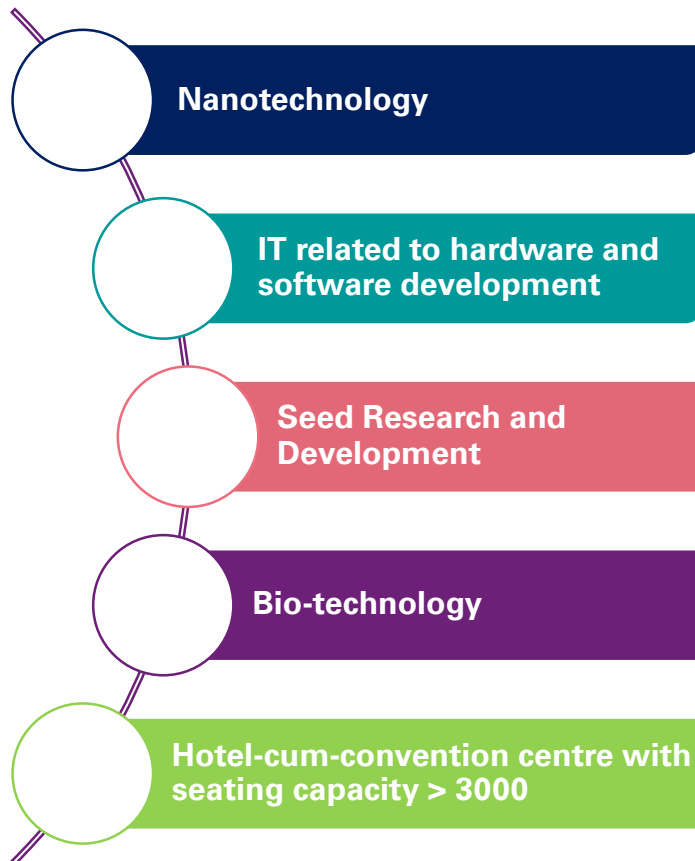 Nanotechnology
IT related to hardware and
software development
Seed Research and
Development
Bio-technology
Hotel-cum-convention centre with
seating capacity > 3000